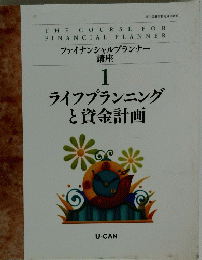 THE COURSE FOR
FINANCIAL PLANNER
ファイナンシャルプランナー
講座
1
ライフプランニング
と資金計画
U-CAN